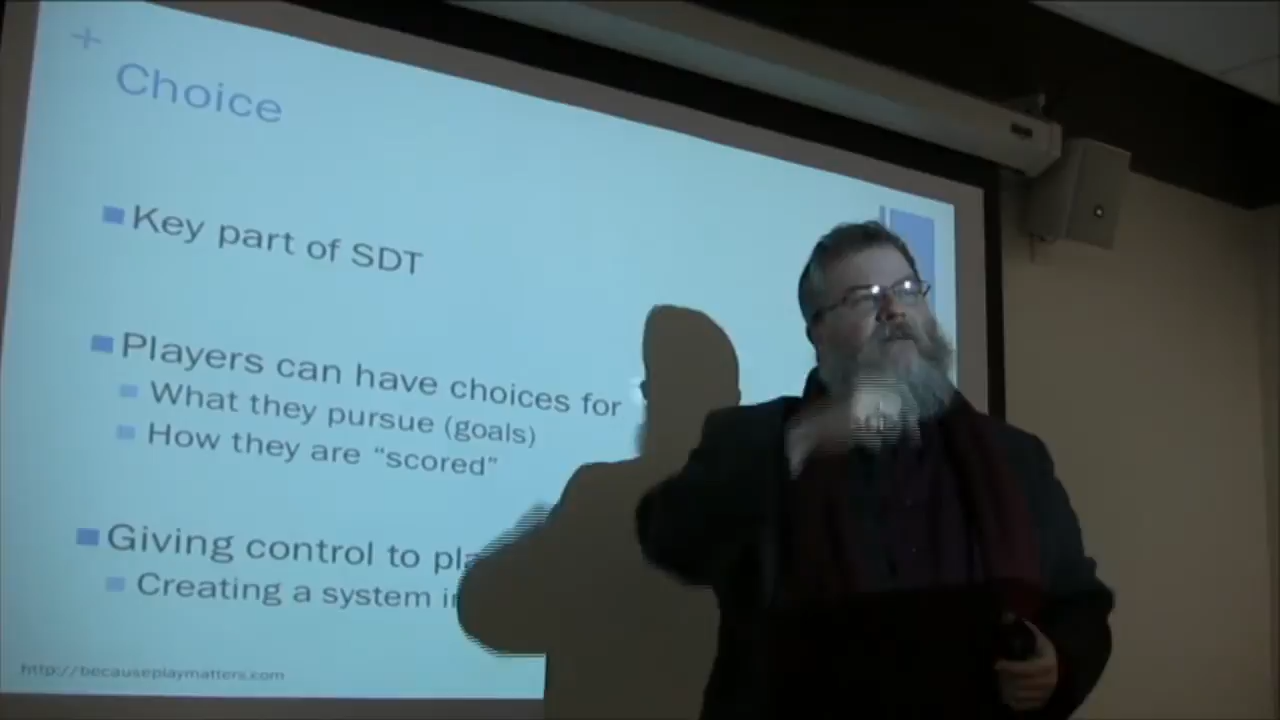 +
Choice
Key part of SDT
Players can have choices for
What they pursue (goals)
How they are “scored”
Giving control to
Creating a system
http://becauseplaymatters.com